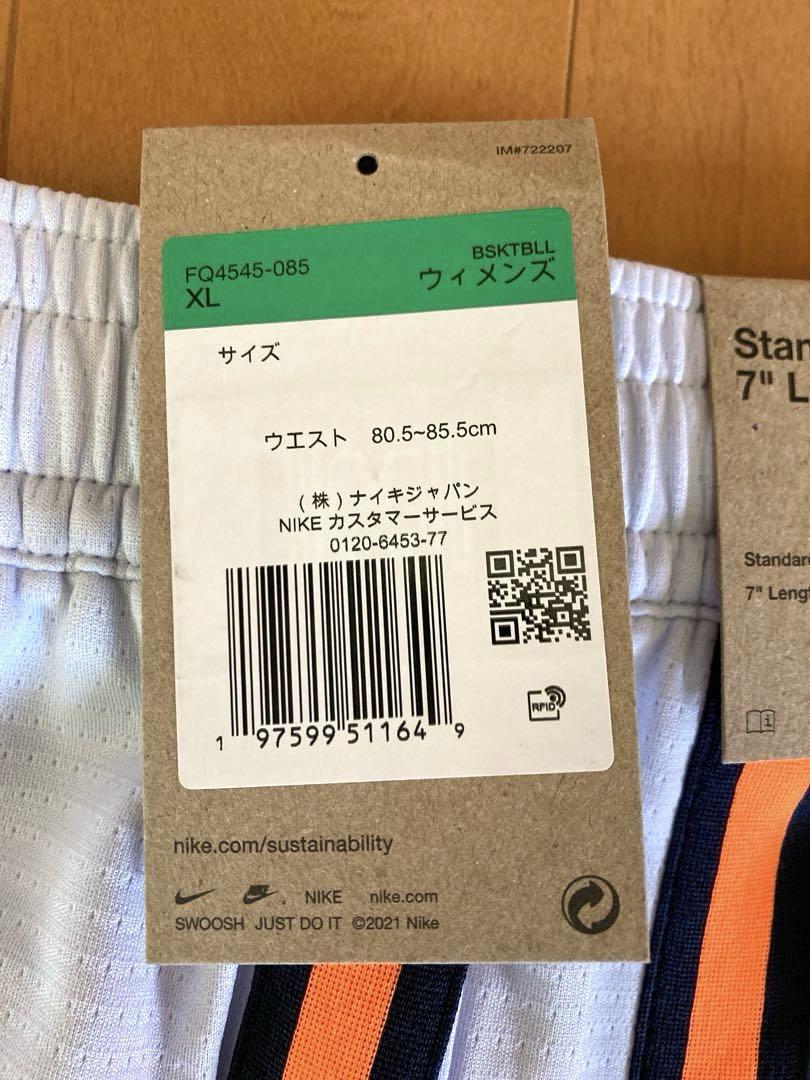 IM#722207
FQ4545-085
XL
BSKTBLL
ウィメンズ
サイズ
ウエスト 80.5~85.5cm
(株)ナイキジャパン
NIKE カスタマーサービス
0120-6453-77
1 97599 51164 9
RFID
nike.com/sustainability
NIKE nike.com
SWOOSH JUST DO IT ©2021 Nike
7" L
7"